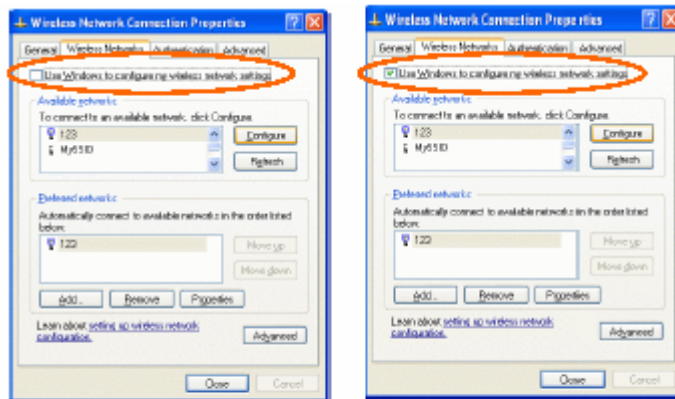 Wireless Network Connection Properties
General Wireless Networks Authentication Advanced
Use Windows to configure my wireless network settings
Available networks
To connect to an available network, click Configure.
123
MySSID
Configure
Refresh
Preferred networks
Automatically connect to available networks in the order listed
below:
123
Move up
Move down
Add... Remove Properties
Learn about setting up wireless network
configuration.
Advanced
Close Cancel
Wireless Network Connection Properties
General Wireless Networks Authentication Advanced
Use Windows to configure my wireless network settings
Available networks
To connect to an available network, click Configure.
123
MySSID
Configure
Refresh
Preferred networks
Automatically connect to available networks in the order listed
below:
123
Move up
Move down
Add... Remove Properties
Learn about setting up wireless network
configuration.
Advanced
Close Cancel